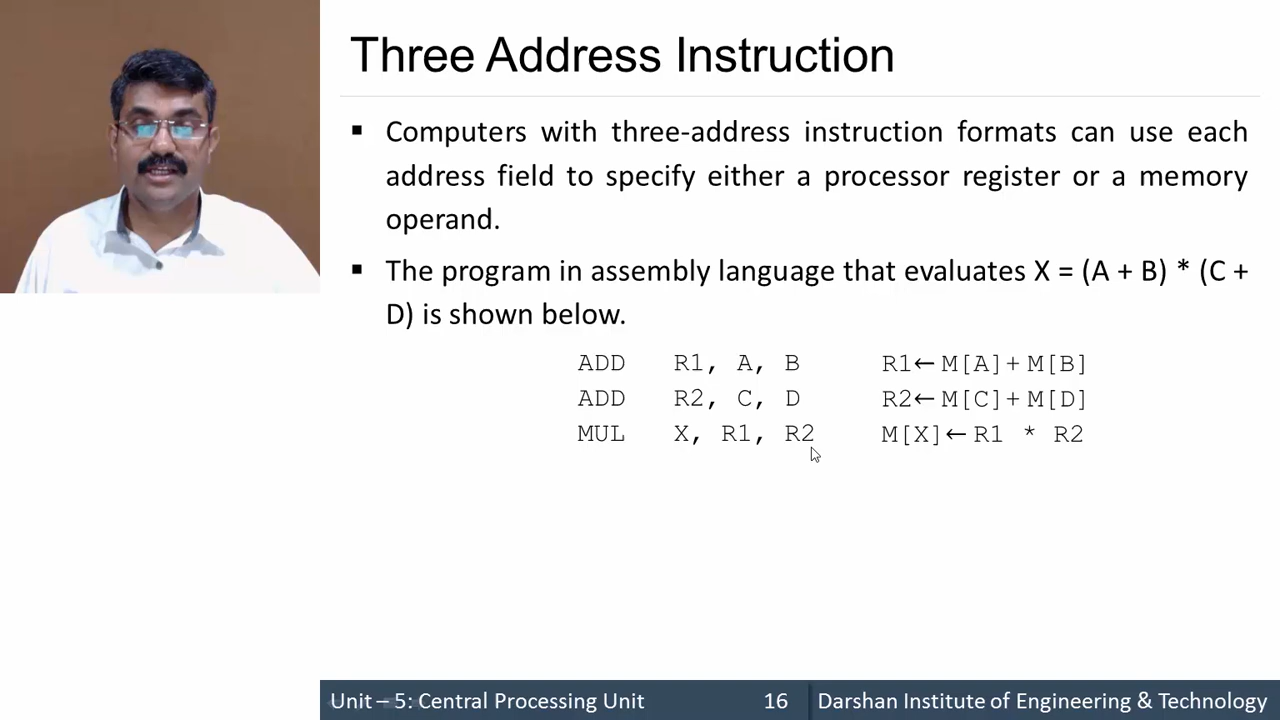 Three Address Instruction
▪ Computers with three-address instruction formats can use each
address field to specify either a processor register or a memory
operand.
▪ The program in assembly language that evaluates X = (A + B) * (C +
D) is shown below.
ADD R1, A, B R1← M[A]+ M[B]
ADD R2, C, D R2← M[C]+ M[D]
MUL X, R1, R2 M[X]← R1 * R2
Unit – 5: Central Processing Unit 16 Darshan Institute of Engineering & Technology